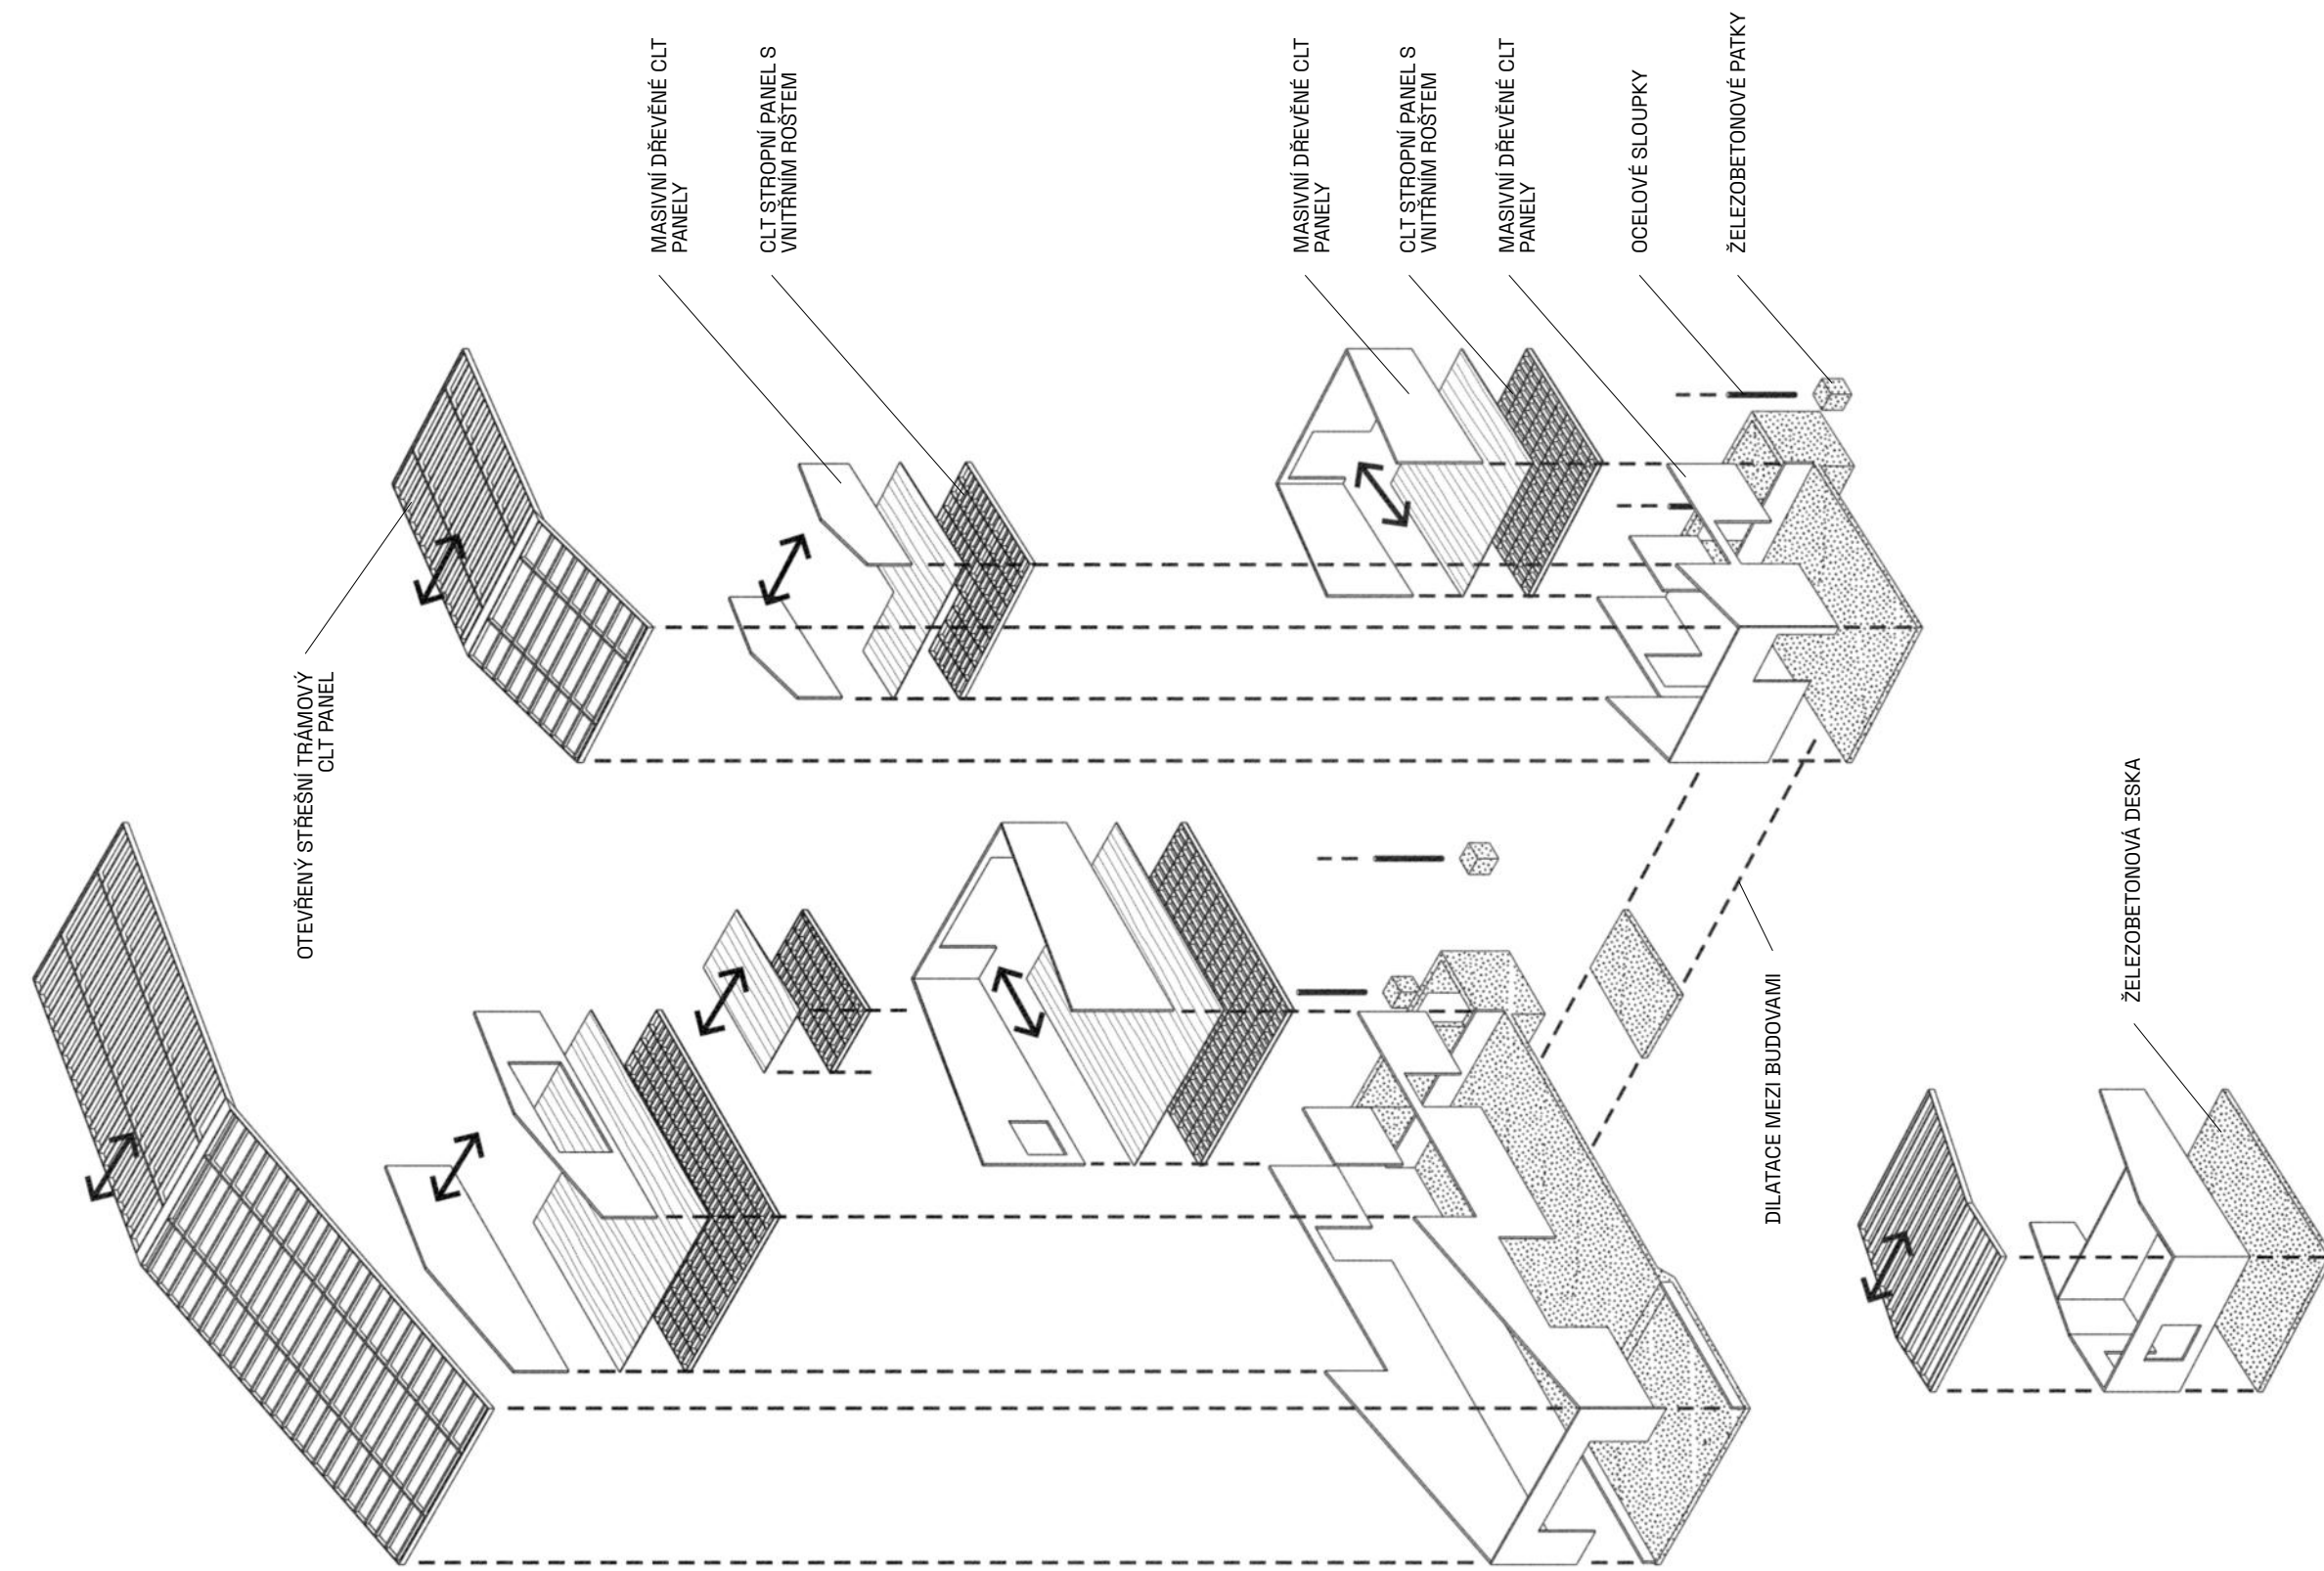 OTEVŘENÝ STŘEŠNÍ TRÁMOVÝ
CLT PANEL
MASIVNÍ DŘEVĚNÉ CLT
PANELY
CLT STROPNÍ PANEL S
VNITŘNÍM ROŠTEM
MASIVNÍ DŘEVĚNÉ CLT
PANELY
CLT STROPNÍ PANEL S
VNITŘNÍM ROŠTEM
MASIVNÍ DŘEVĚNÉ CLT
PANELY
OCELOVÉ SLOUPKY
ŽELEZOBETONOVÉ PATKY
DILATACE MEZI BUDOVAMI
ŽELEZOBETONOVÁ DESKA